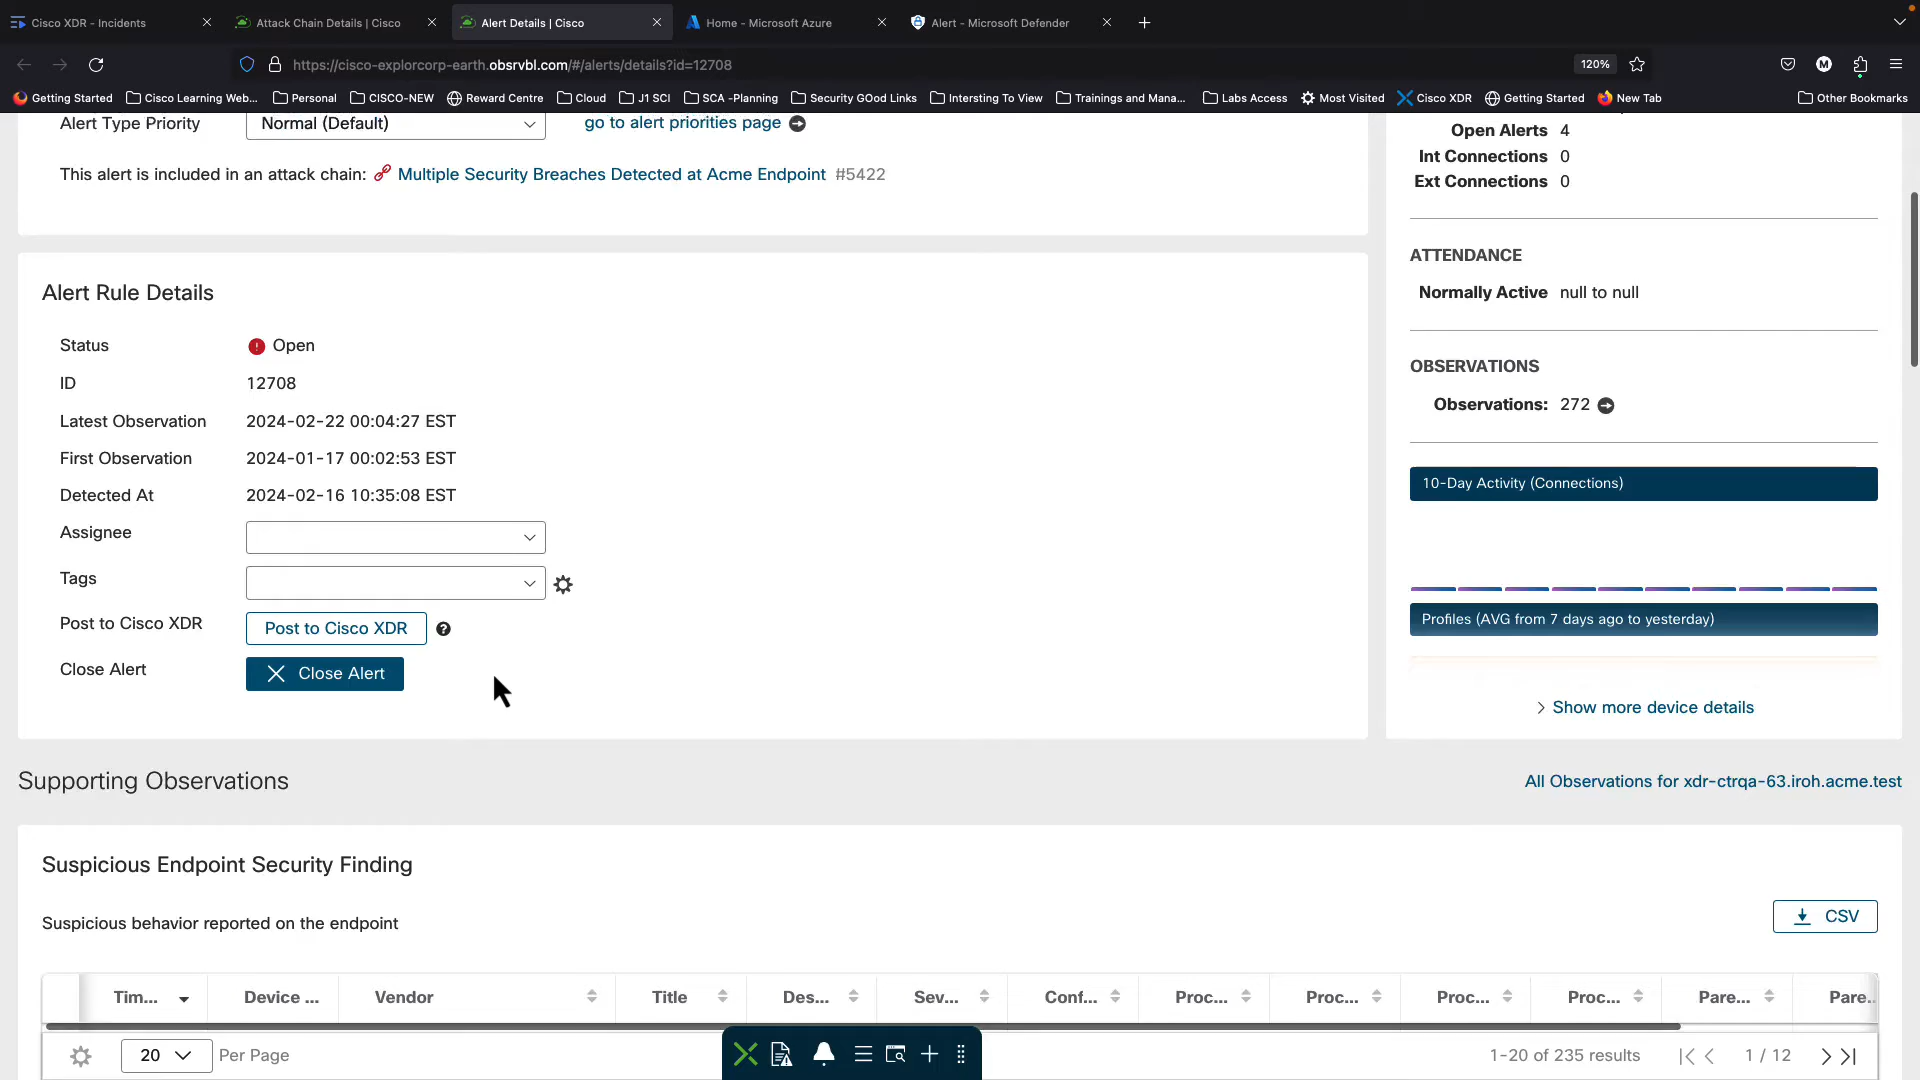 Cisco XDR - Incidents
Attack Chain Details | Cisco
Alert Details | Cisco
Home - Microsoft Azure
Alert - Microsoft Defender
https://cisco-explorcorp-earth.obsrvbl.com/#/alerts/details?id=12708
120%
M
Getting Started
Cisco Learning Web...
Personal
CISCO-NEW
Reward Centre
Cloud
J1 SCI
SCA -Planning
Security GOod Links
Intersting To View
Trainings and Mana...
Labs Access
Most Visited
Cisco XDR
Getting Started
New Tab
Other Bookmarks
Alert Type Priority
Normal (Default)
go to alert priorities page
This alert is included in an attack chain: Multiple Security Breaches Detected at Acme Endpoint #5422
Alert Rule Details
Status Open
ID 12708
Latest Observation 2024-02-22 00:04:27 EST
First Observation 2024-01-17 00:02:53 EST
Detected At 2024-02-16 10:35:08 EST
Assignee
Tags
Post to Cisco XDR Post to Cisco XDR
Close Alert Close Alert
Open Alerts 4
Int Connections 0
Ext Connections 0
ATTENDANCE
Normally Active null to null
OBSERVATIONS
Observations: 272
10-Day Activity (Connections)
Profiles (AVG from 7 days ago to yesterday)
Show more device details
Supporting Observations
All Observations for xdr-ctrqa-63.iroh.acme.test
Suspicious Endpoint Security Finding
Suspicious behavior reported on the endpoint
CSV
Tim... Device ... Vendor Title Des... Sev... Conf... Proc... Proc... Proc... Proc... Pare... Pare..
20 Per Page
1-20 of 235 results
1 / 12